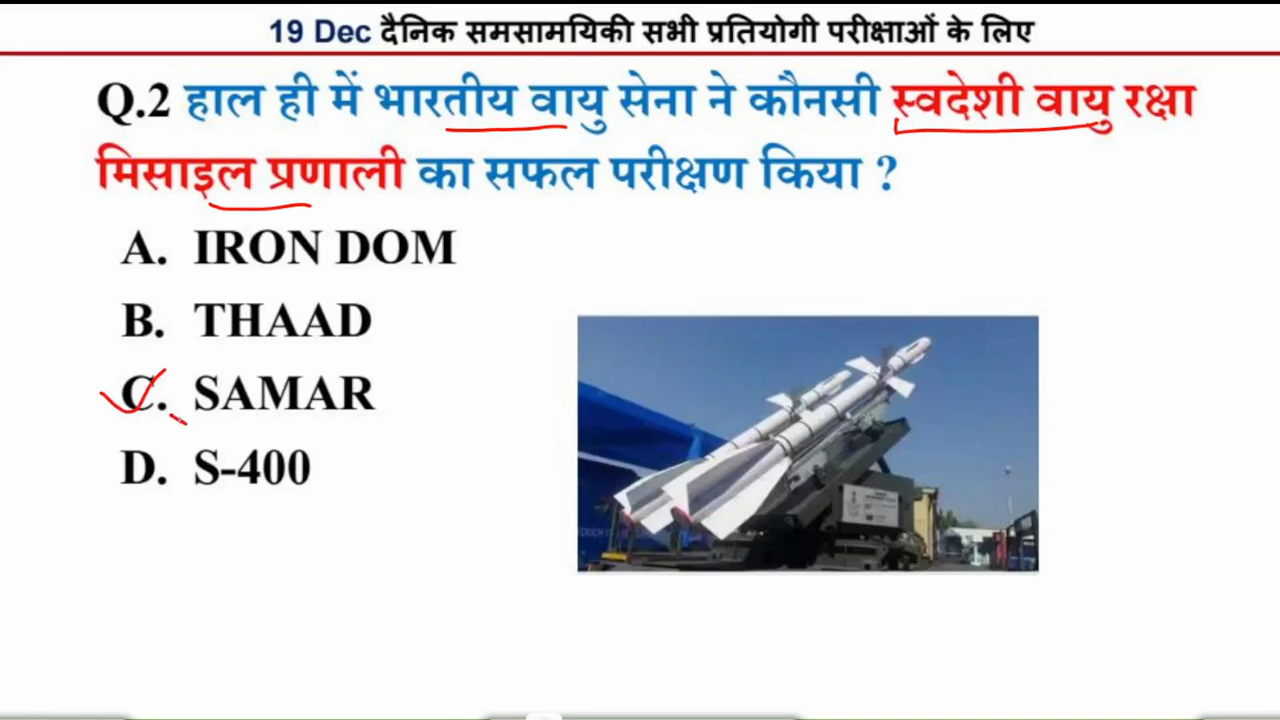 19 Dec दैनिक समसामयिकी सभी प्रतियोगी परीक्षाओं के लिए
Q.2 हाल ही में भारतीय वायु सेना ने कौनसी स्वदेशी वायु रक्षा
मिसाइल प्रणाली का सफल परीक्षण किया ?
A. IRON DOM
B. THAAD
C. SAMAR
D. S-400